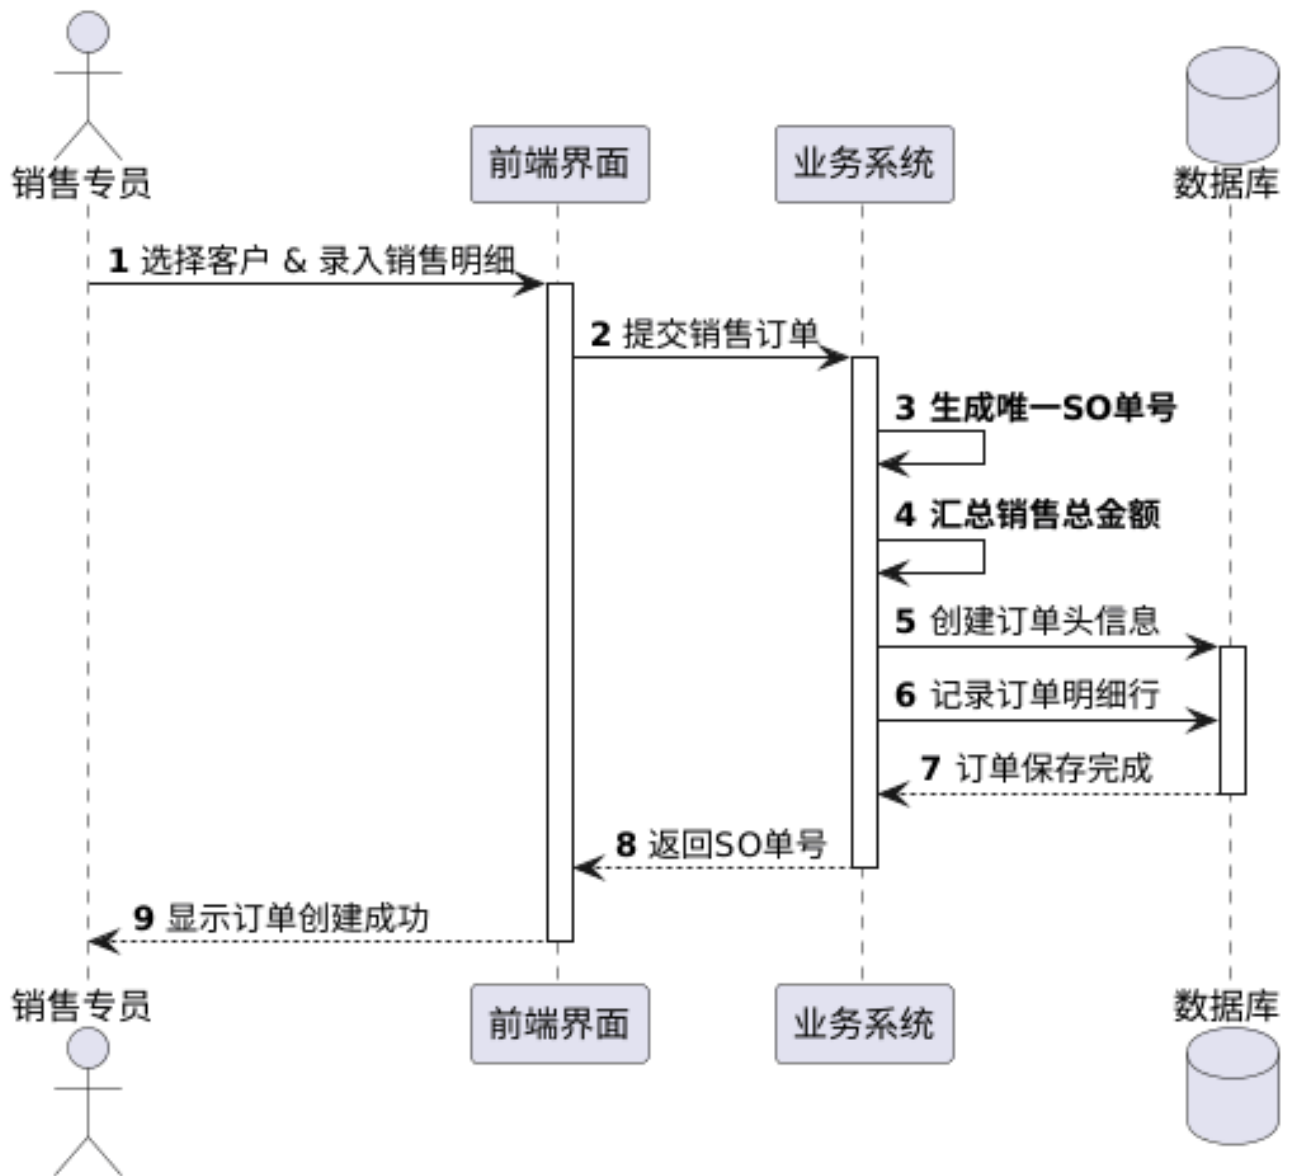 销售专员
前端界面
业务系统
数据库
1 选择客户 & 录入销售明细
2 提交销售订单
3 生成唯一SO单号
4 汇总销售总金额
5 创建订单头信息
6 记录订单明细行
7 订单保存完成
8 返回SO单号
9 显示订单创建成功
销售专员
前端界面
业务系统
数据库